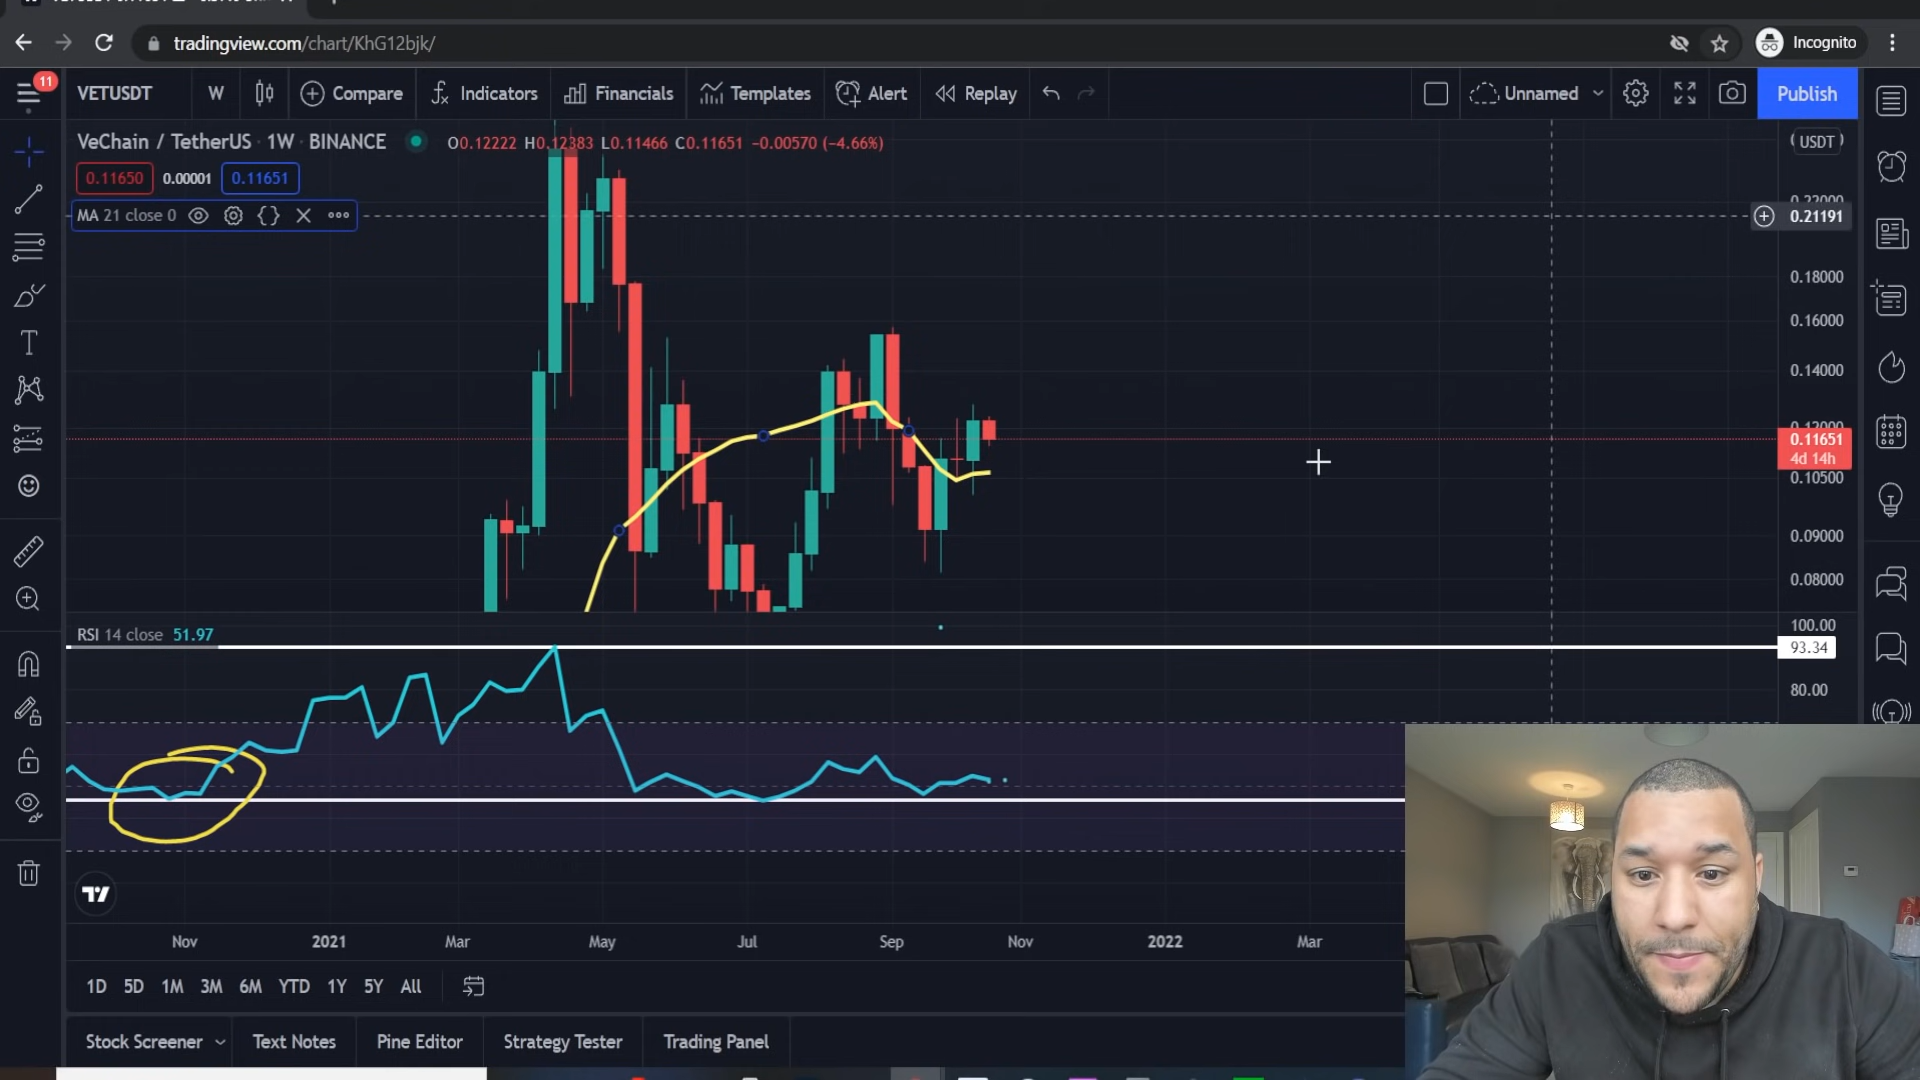 tradingview.com/chart/KhG12bjk/
Incognito
11
VETUSDT W Compare Indicators Financials Templates Alert Replay Unnamed Publish
VeChain / TetherUS · 1W · BINANCE O0.12222 H0.12383 L0.11466 C0.11651 −0.00570 (−4.66%)
USDT
0.11650 0.00001 0.11651
MA 21 close 0
0.22000
0.21191
0.18000
0.16000
0.14000
0.12000
0.11651
4d 14h
0.10500
0.09000
0.08000
RSI 14 close 51.97
100.00
93.34
80.00
Nov 2021 Mar May Jul Sep Nov 2022 Mar
1D 5D 1M 3M 6M YTD 1Y 5Y All
Stock Screener Text Notes Pine Editor Strategy Tester Trading Panel